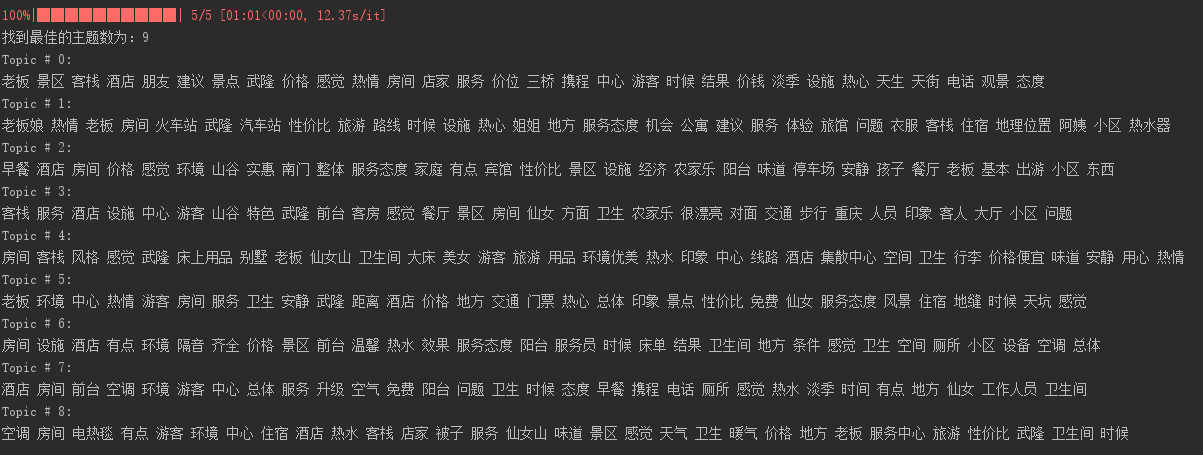 100%|██████████| 5/5 [01:01<00:00, 12.37s/it]
找到最佳的主题数为：9
Topic # 0:
老板 景区 客栈 酒店 朋友 建议 景点 武隆 价格 感觉 热情 房间 店家 服务 价位 三桥 携程 中心 游客 时候 结果 价钱 淡季 设施 热心 天生 天街 电话 观景 态度
Topic # 1:
老板娘 热情 老板 房间 火车站 武隆 汽车站 性价比 旅游 路线 时候 设施 热心 姐姐 地方 服务态度 机会 公寓 建议 服务 体验 旅馆 问题 衣服 客栈 住宿 地理位置 阿姨 小区 热水器
Topic # 2:
早餐 酒店 房间 价格 感觉 环境 山谷 实惠 南门 整体 服务态度 家庭 有点 宾馆 性价比 景区 设施 经济 农家乐 阳台 味道 停车场 安静 孩子 餐厅 老板 基本 出游 小区 东西
Topic # 3:
客栈 服务 酒店 设施 中心 游客 山谷 特色 武隆 前台 客房 感觉 餐厅 景区 房间 仙女 方面 卫生 农家乐 很漂亮 对面 交通 步行 重庆 人员 印象 客人 大厅 小区 问题
Topic # 4:
房间 客栈 风格 感觉 武隆 床上用品 别墅 老板 仙女山 卫生间 大床 美女 游客 旅游 用品 环境优美 热水 印象 中心 线路 酒店 集散中心 空间 卫生 行李 价格便宜 味道 安静 用心 热情
Topic # 5:
老板 环境 中心 热情 游客 房间 服务 卫生 安静 武隆 距离 酒店 价格 地方 交通 门票 热心 总体 印象 景点 性价比 免费 仙女 服务态度 风景 住宿 地缝 时候 天坑 感觉
Topic # 6:
房间 设施 酒店 有点 环境 隔音 齐全 价格 景区 前台 温馨 热水 效果 服务态度 阳台 服务员 时候 床单 结果 卫生间 地方 条件 感觉 卫生 空间 厕所 小区 设备 空调 总体
Topic # 7:
酒店 房间 前台 空调 环境 游客 中心 总体 服务 升级 空气 免费 阳台 问题 卫生 时候 态度 早餐 携程 电话 厕所 感觉 热水 淡季 时间 有点 地方 仙女 工作人员 卫生间
Topic # 8:
空调 房间 电热毯 有点 游客 环境 中心 住宿 酒店 热水 客栈 店家 被子 服务 仙女山 味道 景区 感觉 天气 卫生 暖气 价格 地方 老板 服务中心 旅游 性价比 武隆 卫生间 时候